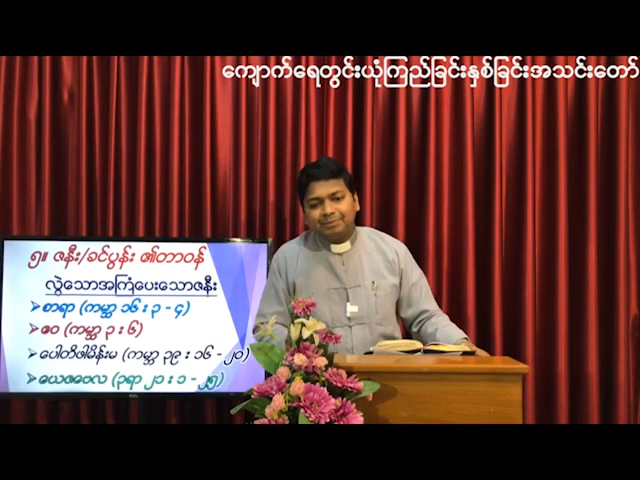 ကျောက်ရေတွင်းယုံကြည်ခြင်းနှစ်ခြင်းအသင်းတော်
၅။ ဇနီး/ခင်ပွန်း ၏တာဝန်
လွဲသောအကြံပေးသောဇနီး
➢စာရာ (ကမ္ဘာ ၁၆ : ၃ - ၄)
➢ဧဝ (ကမ္ဘာ ၃ : ၆)
➢ပေါတိဖါမိန်းမ (ကမ္ဘာ ၃၉ : ၁၆ - ၂၀)
➢ယေဇဗေလ (၃ရာ ၂၁ : ၁ - ၂၅)